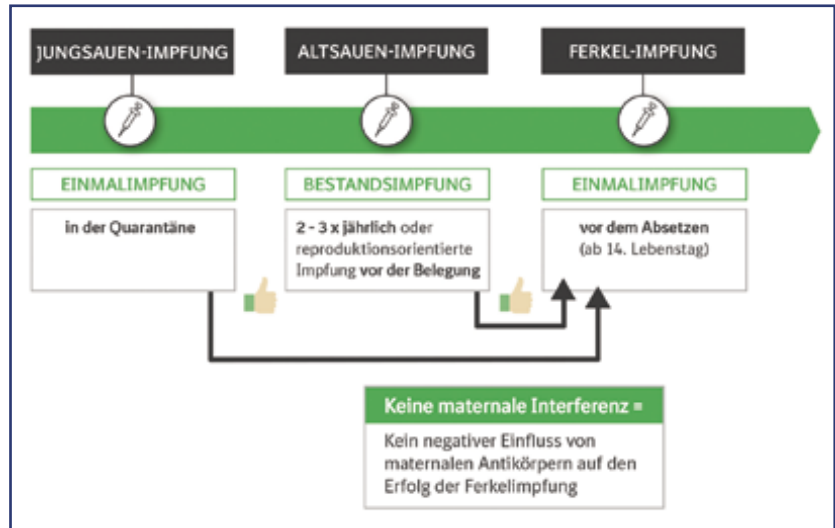 JUNGSAUEN-IMPFUNG
ALTSAUEN-IMPFUNG
FERKEL-IMPFUNG
EINMALIMPFUNG
in der Quarantäne
BESTANDSIMPFUNG
2 - 3 x jährlich oder
reproduktionsorientierte
Impfung vor der Belegung
EINMALIMPFUNG
vor dem Absetzen
(ab 14. Lebenstag)
Keine maternale Interferenz =
Kein negativer Einfluss von
maternalen Antikörpern auf den
Erfolg der Ferkelimpfung